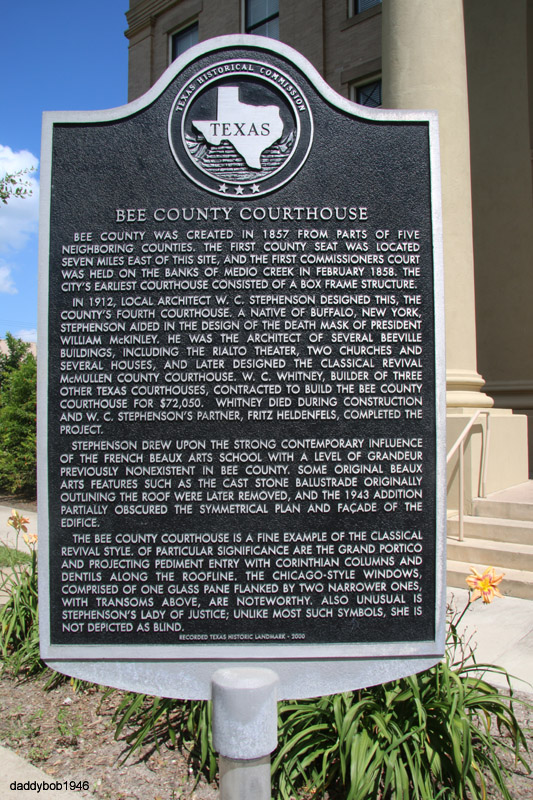 TEXAS HISTORICAL COMMISSION
TEXAS
BEE COUNTY COURTHOUSE
BEE COUNTY WAS CREATED IN 1857 FROM PARTS OF FIVE
NEIGHBORING COUNTIES. THE FIRST COUNTY SEAT WAS LOCATED
SEVEN MILES EAST OF THIS SITE, AND THE FIRST COMMISSIONERS COURT
WAS HELD ON THE BANKS OF MEDIO CREEK IN FEBRUARY 1858. THE
CITY'S EARLIEST COURTHOUSE CONSISTED OF A BOX FRAME STRUCTURE.
IN 1912, LOCAL ARCHITECT W. C. STEPHENSON DESIGNED THIS, THE
COUNTY'S FOURTH COURTHOUSE. A NATIVE OF BUFFALO, NEW YORK,
STEPHENSON AIDED IN THE DESIGN OF THE DEATH MASK OF PRESIDENT
WILLIAM McKINLEY. HE WAS THE ARCHITECT OF SEVERAL BEEVILLE
BUILDINGS, INCLUDING THE RIALTO THEATER, TWO CHURCHES AND
SEVERAL HOUSES, AND LATER DESIGNED THE CLASSICAL REVIVAL
McMULLEN COUNTY COURTHOUSE. W. C. WHITNEY, BUILDER OF THREE
OTHER TEXAS COURTHOUSES, CONTRACTED TO BUILD THE BEE COUNTY
COURTHOUSE FOR $72,050. WHITNEY DIED DURING CONSTRUCTION
AND W. C. STEPHENSON'S PARTNER, FRITZ HELDENFELS, COMPLETED THE
PROJECT.
STEPHENSON DREW UPON THE STRONG CONTEMPORARY INFLUENCE
OF THE FRENCH BEAUX ARTS SCHOOL WITH A LEVEL OF GRANDEUR
PREVIOUSLY NONEXISTENT IN BEE COUNTY. SOME ORIGINAL BEAUX
ARTS FEATURES SUCH AS THE CAST STONE BALUSTRADE ORIGINALLY
OUTLINING THE ROOF WERE LATER REMOVED, AND THE 1943 ADDITION
PARTIALLY OBSCURED THE SYMMETRICAL PLAN AND FAÇADE OF THE
EDIFICE.
THE BEE COUNTY COURTHOUSE IS A FINE EXAMPLE OF THE CLASSICAL
REVIVAL STYLE. OF PARTICULAR SIGNIFICANCE ARE THE GRAND PORTICO
AND PROJECTING PEDIMENT ENTRY WITH CORINTHIAN COLUMNS AND
DENTILS ALONG THE ROOFLINE. THE CHICAGO-STYLE WINDOWS,
COMPRISED OF ONE GLASS PANE FLANKED BY TWO NARROWER ONES,
WITH TRANSOMS ABOVE, ARE NOTEWORTHY. ALSO UNUSUAL IS
STEPHENSON'S LADY OF JUSTICE; UNLIKE MOST SUCH SYMBOLS, SHE IS
NOT DEPICTED AS BLIND.
RECORDED TEXAS HISTORIC LANDMARK - 2000
daddybob1946